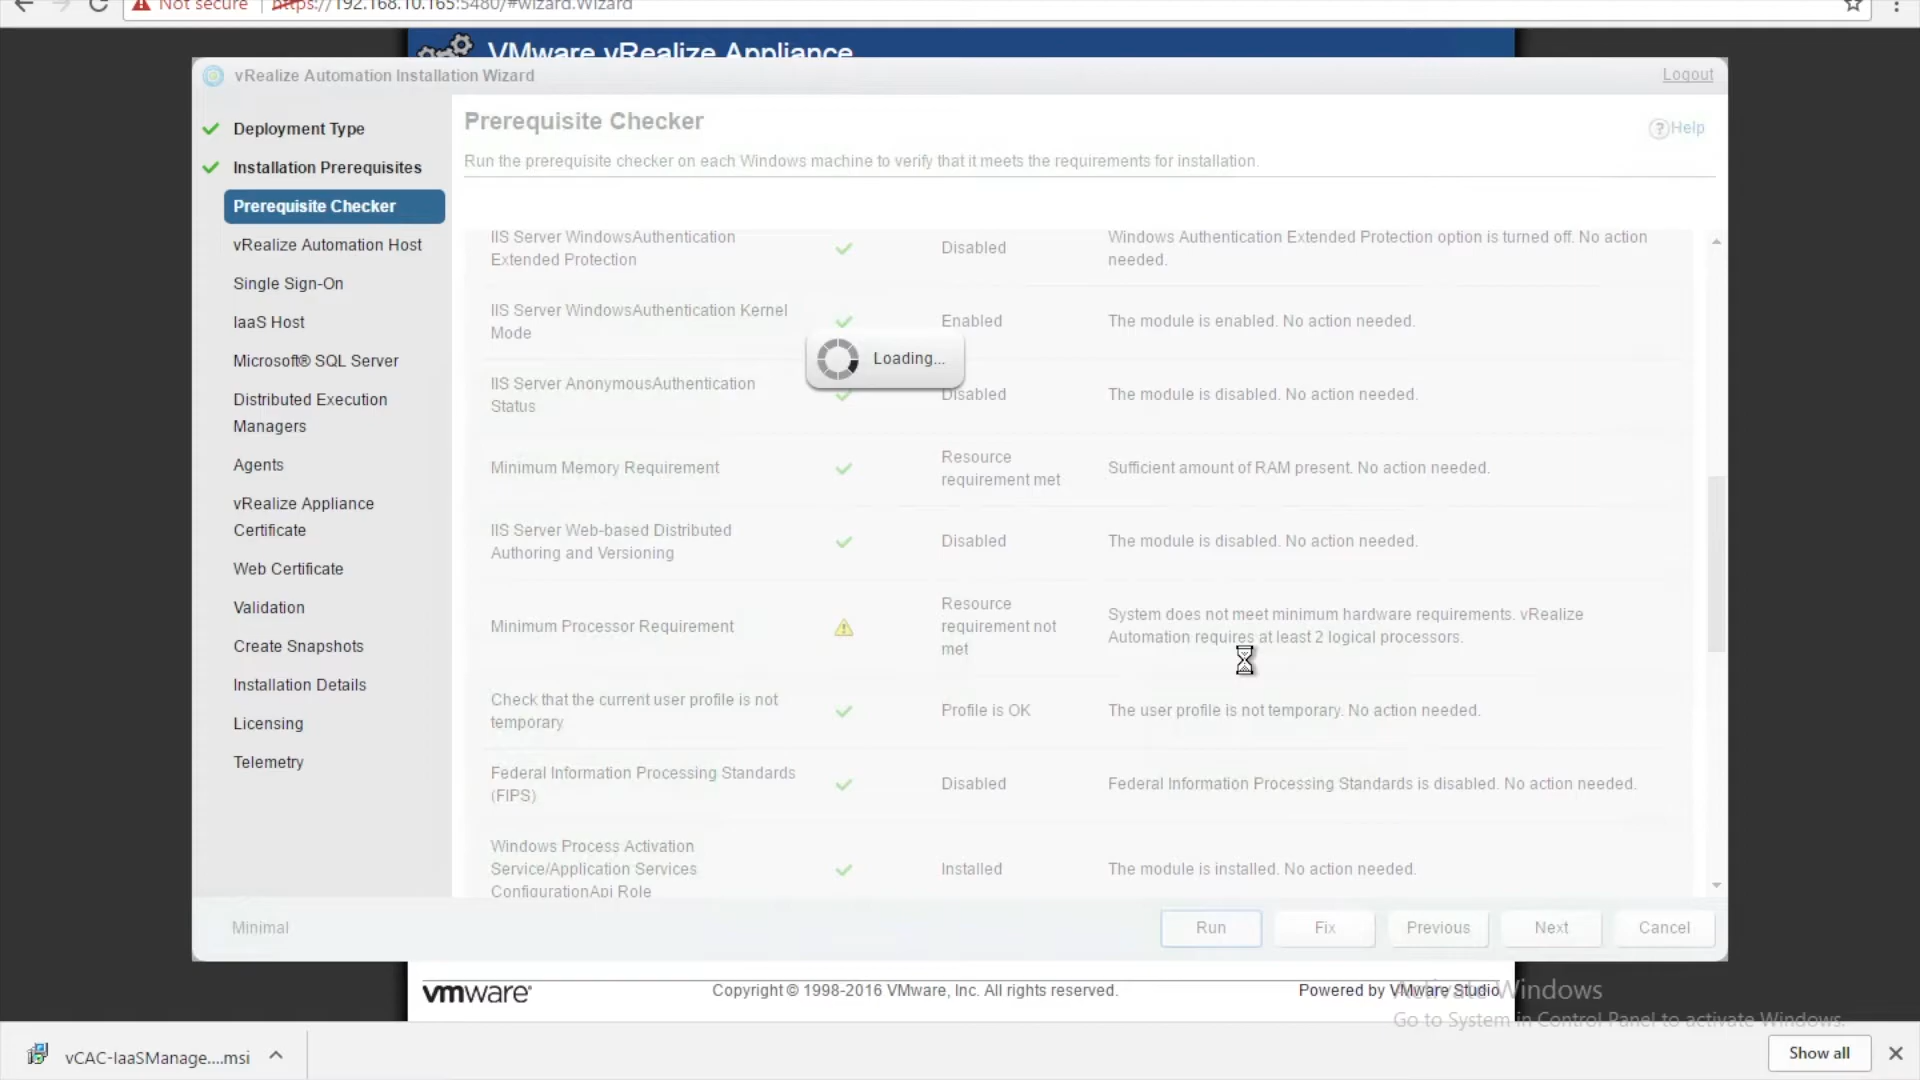 Not secure | https://192.168.10.165:5480/#wizard.Wizard
VMware vRealize Appliance
vRealize Automation Installation Wizard
Logout
Deployment Type
Installation Prerequisites
Prerequisite Checker
vRealize Automation Host
Single Sign-On
IaaS Host
Microsoft® SQL Server
Distributed Execution
Managers
Agents
vRealize Appliance
Certificate
Web Certificate
Validation
Create Snapshots
Installation Details
Licensing
Telemetry
Minimal
Prerequisite Checker
?Help
Run the prerequisite checker on each Windows machine to verify that it meets the requirements for installation.
IIS Server WindowsAuthentication
Extended Protection
Disabled
Windows Authentication Extended Protection option is turned off. No action
needed.
IIS Server WindowsAuthentication Kernel
Mode
Enabled
The module is enabled. No action needed.
Loading...
IIS Server AnonymousAuthentication
Status
Disabled
The module is disabled. No action needed.
Minimum Memory Requirement
Resource
requirement met
Sufficient amount of RAM present. No action needed.
IIS Server Web-based Distributed
Authoring and Versioning
Disabled
The module is disabled. No action needed.
Minimum Processor Requirement
Resource
requirement not
met
System does not meet minimum hardware requirements. vRealize
Automation requires at least 2 logical processors.
Check that the current user profile is not
temporary
Profile is OK
The user profile is not temporary. No action needed.
Federal Information Processing Standards
(FIPS)
Disabled
Federal Information Processing Standards is disabled. No action needed.
Windows Process Activation
Service/Application Services
ConfigurationApi Role
Installed
The module is installed. No action needed.
Run
Fix
Previous
Next
Cancel
vmware
Copyright © 1998-2016 VMware, Inc. All rights reserved.
Powered by VMware Studio
Activate Windows
Go to System in Control Panel to activate Windows.
vCAC-IaaSManage....msi
Show all